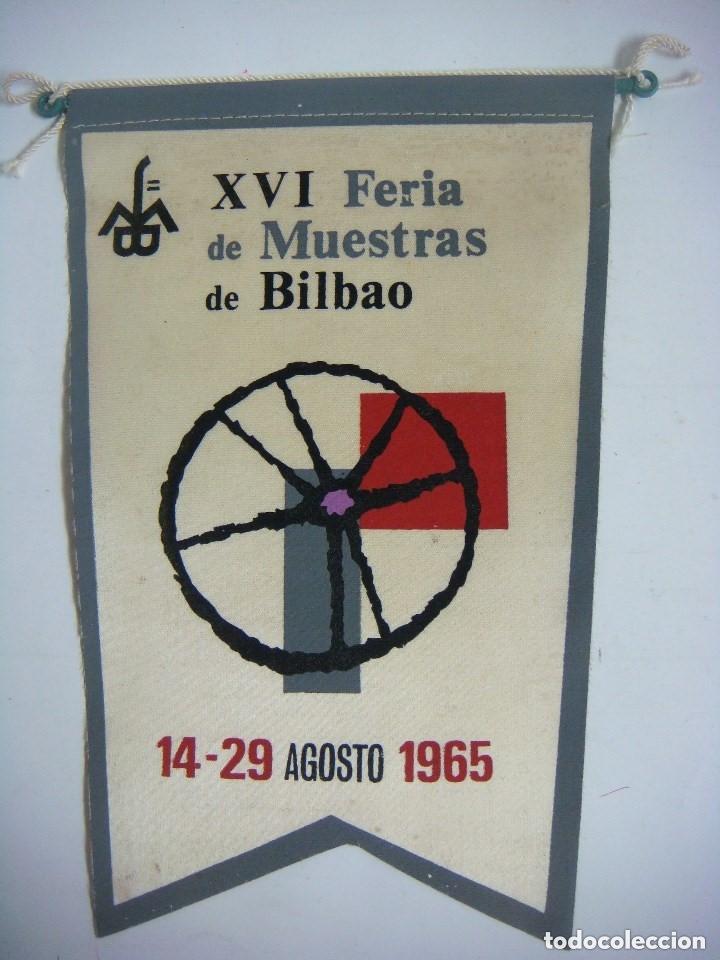 XVI Feria
de Muestras
de Bilbao
14-29 AGOSTO 1965
todocoleccion